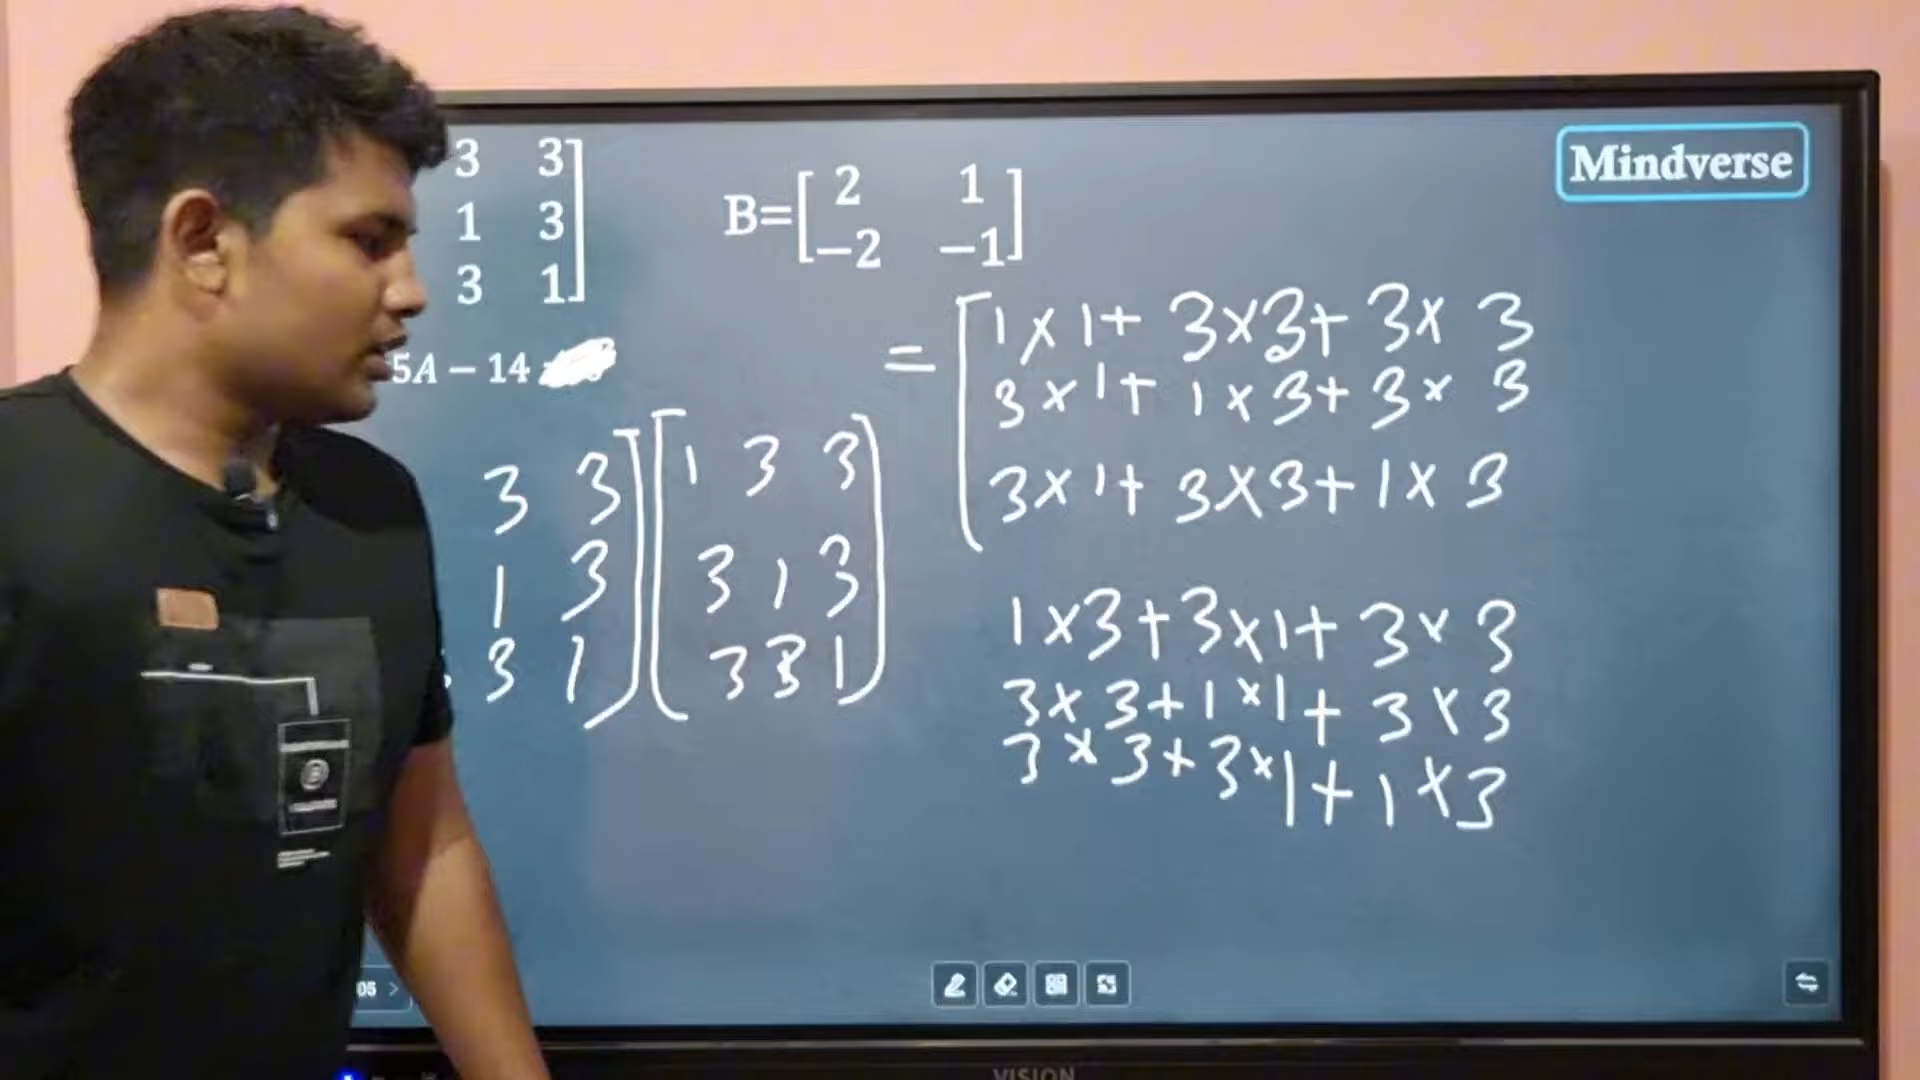 3 3
1 3
3 1
B=[2 1
−2 −1]
Mindverse
5A − 14
3 3
1 3
3 1
1 3 3
3 1 3
3 3 1
= [1×1+ 3×3+ 3× 3
3×1+ 1×3+ 3× 3
3×1+ 3×3+ 1× 3
1×3+3×1+ 3×3
3×3+1×1+ 3×3
3×3+3×1+ 1×3
05 >
VISION